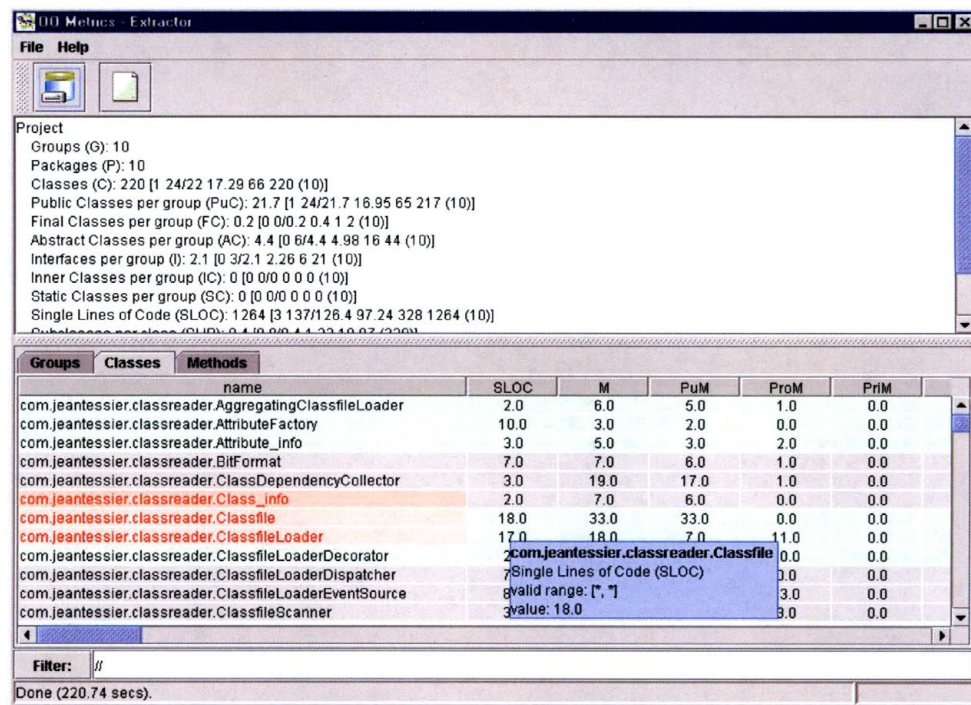 OO Metrics - Extractor
File Help
Project
Groups (G): 10
Packages (P): 10
Classes (C): 220 [1 24/22 17.29 66 220 (10)]
Public Classes per group (PuC): 21.7 [1 24/21.7 16.95 65 217 (10)]
Final Classes per group (FC): 0.2 [0 0/0.2 0.4 1 2 (10)]
Abstract Classes per group (AC): 4.4 [0 6/4.4 4.98 16 44 (10)]
Interfaces per group (I): 2.1 [0 3/2.1 2.26 6 21 (10)]
Inner Classes per group (IC): 0 [0 0/0 0 0 0 (10)]
Static Classes per group (SC): 0 [0 0/0 0 0 0 (10)]
Single Lines of Code (SLOC): 1264 [3 137/126.4 97.24 328 1264 (10)]
Groups Classes Methods
name SLOC M PuM ProM PriM
com.jeantessier.classreader.AggregatingClassfileLoader 2.0 6.0 5.0 1.0 0.0
com.jeantessier.classreader.AttributeFactory 10.0 3.0 2.0 0.0 0.0
com.jeantessier.classreader.Attribute_info 3.0 5.0 3.0 2.0 0.0
com.jeantessier.classreader.BitFormat 7.0 7.0 6.0 1.0 0.0
com.jeantessier.classreader.ClassDependencyCollector 3.0 19.0 17.0 1.0 0.0
com.jeantessier.classreader.Class_info 2.0 7.0 6.0 0.0 0.0
com.jeantessier.classreader.Classfile 18.0 33.0 33.0 0.0 0.0
com.jeantessier.classreader.ClassfileLoader 17.0 18.0 7.0 11.0 0.0
com.jeantessier.classreader.ClassfileLoaderDecorator 0.0
com.jeantessier.classreader.ClassfileLoaderDispatcher 0.0
com.jeantessier.classreader.ClassfileLoaderEventSource 0.0
com.jeantessier.classreader.ClassfileScanner 0.0
com.jeantessier.classreader.Classfile
Single Lines of Code (SLOC)
valid range: [*, *]
value: 18.0
Filter: //
Done (220.74 secs).